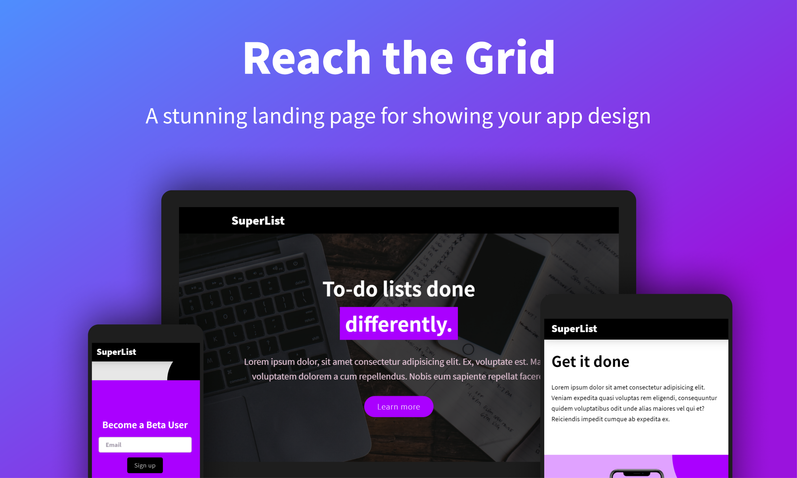 Reach the Grid
A stunning landing page for showing your app design
SuperList
To-do lists done
differently.
Lorem ipsum dolor, sit amet consectetur adipisicing elit. Ex, voluptate est. Ma
voluptatem dolorem a cum repellendus. Nobis eum sapiente repellat facer
Learn more
SuperList
Become a Beta User
Email
Sign up
SuperList
Get it done
Lorem ipsum dolor sit amet consectetur adipisicing elit.
Veniam expedita quasi voluptas rem eligendi, consequuntur
quidem voluptatibus odit unde alias maiores vel qui et?
Reiciendis impedit cumque ab expedita ex.